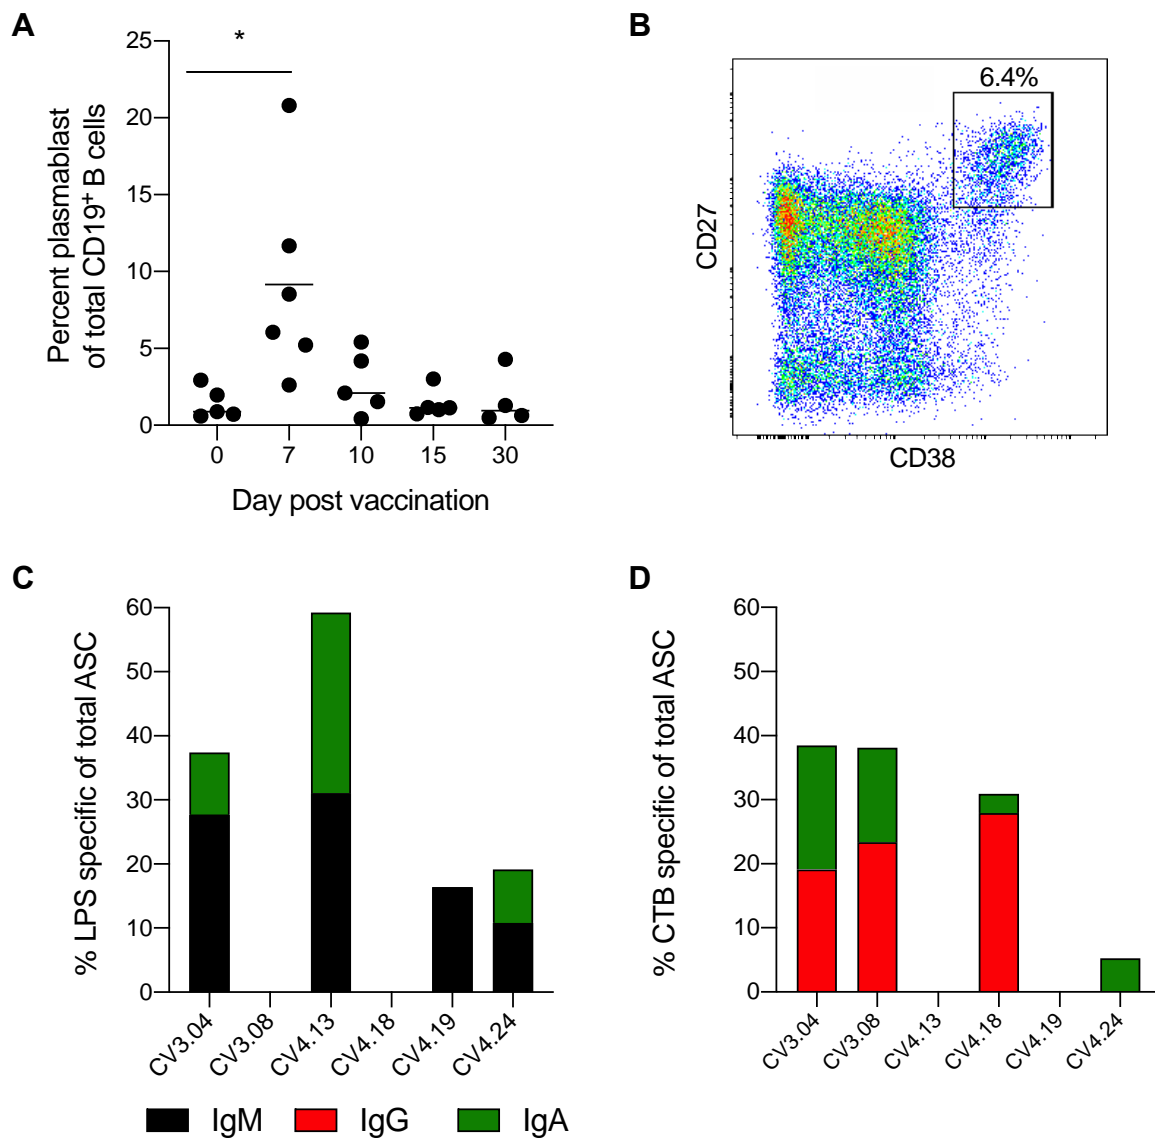 A
Percent plasmablast
of total CD19+ B cells
25
20
15
10
5
0
*
0 7 10 15 30
Day post vaccination
B
6.4%
CD27
CD38
C
% LPS specific of total ASC
60
50
40
30
20
10
0
CV3.04 CV3.08 CV4.13 CV4.18 CV4.19 CV4.24
D
% CTB specific of total ASC
60
50
40
30
20
10
0
CV3.04 CV3.08 CV4.13 CV4.18 CV4.19 CV4.24
IgM IgG IgA